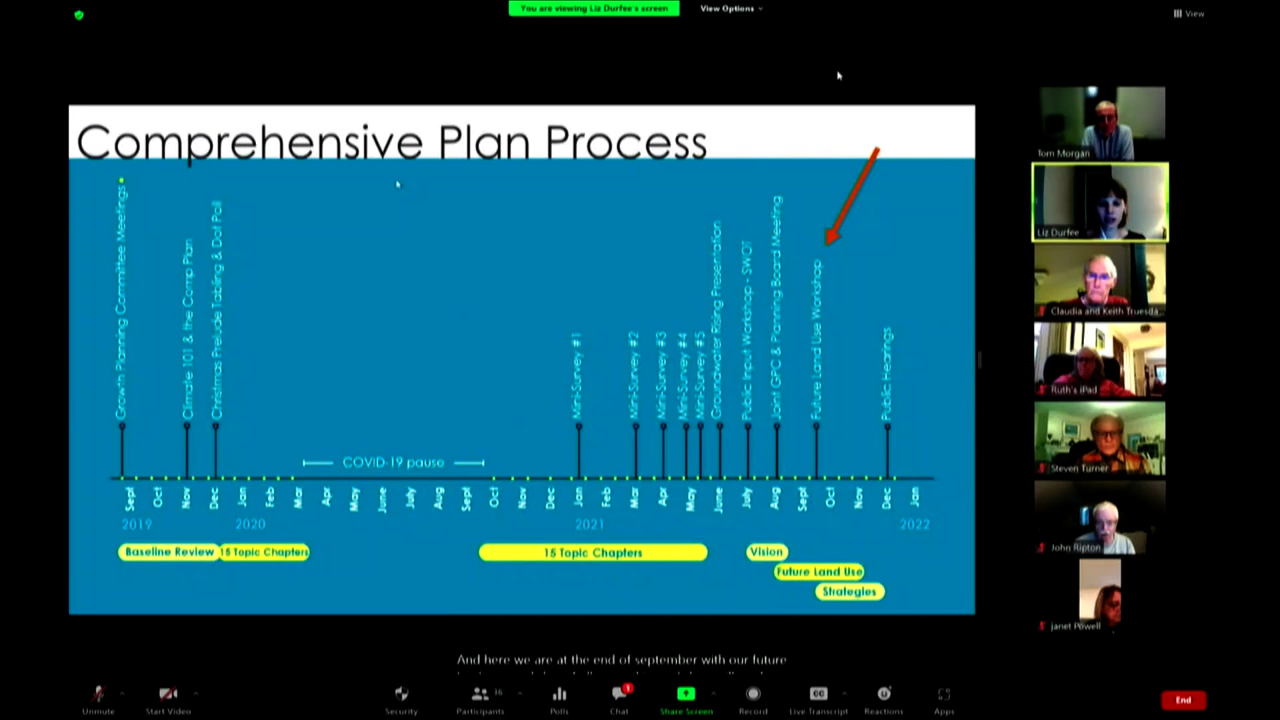 You are viewing Liz Durfee's screen
View Options
View
Comprehensive Plan Process
Growth Planning Committee Meetings
Climate 101 & the Comp Plan
Christmas Prelude Tabling & Dot Poll
Mini-Survey #1
Mini-Survey #2
Mini-Survey #3
Mini-Survey #4
Mini-Survey #5
Groundwater Rising Presentation
Public Input Workshop - SWOT
Joint GPC & Planning Board Meeting
Future Land Use Workshop
Public Hearings
COVID-19 pause
Sept Oct Nov Dec Jan Feb Mar Apr May June July Aug Sept Oct Nov Dec Jan Feb Mar Apr May June July Aug Sept Oct Nov Dec Jan
2019 2020 2021 2022
Baseline Review 15 Topic Chapters 15 Topic Chapters Vision
Future Land Use
Strategies
Tom Morgan
Liz Durfee
Claudia and Keith Truesda
Ruth's iPad
Steven Turner
John Ripton
janet Powell
And here we are at the end of september with our future
Unmute Start Video Security Participants 16 Polls Chat 1 Share Screen Record Live Transcript Reactions Apps End